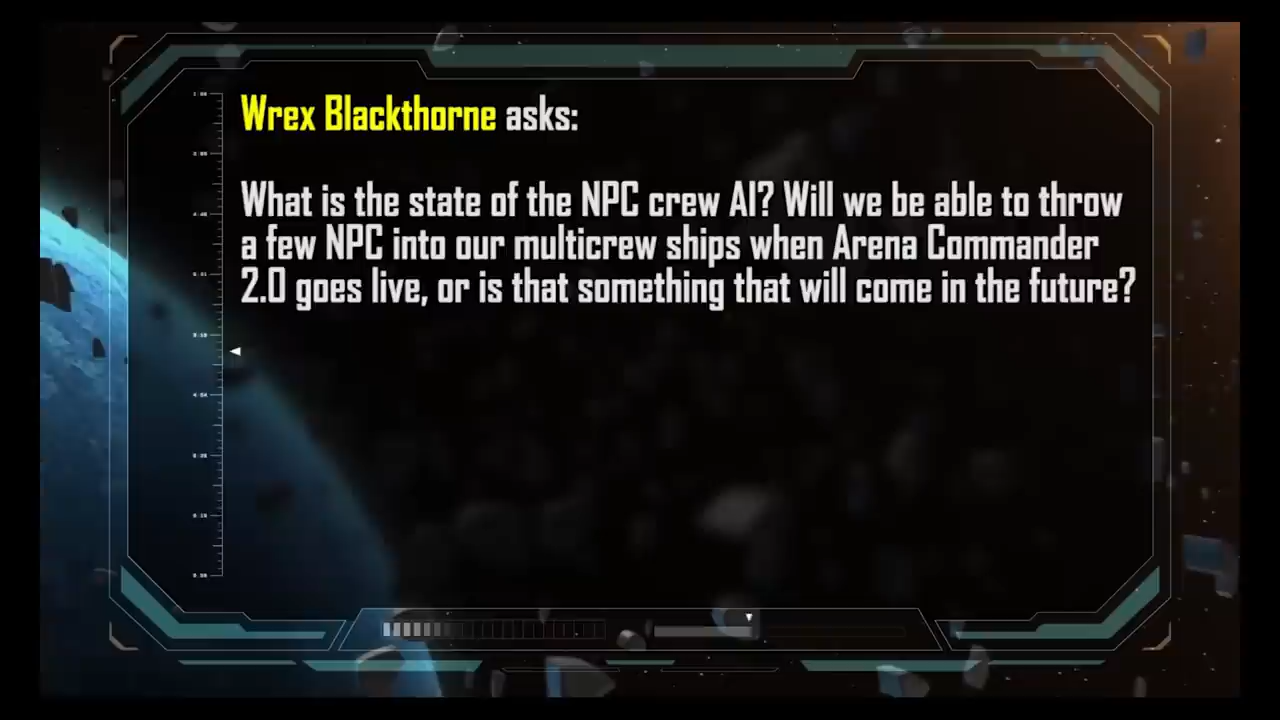 Wrex Blackthorne asks:
What is the state of the NPC crew AI? Will we be able to throw
a few NPC into our multicrew ships when Arena Commander
2.0 goes live, or is that something that will come in the future?